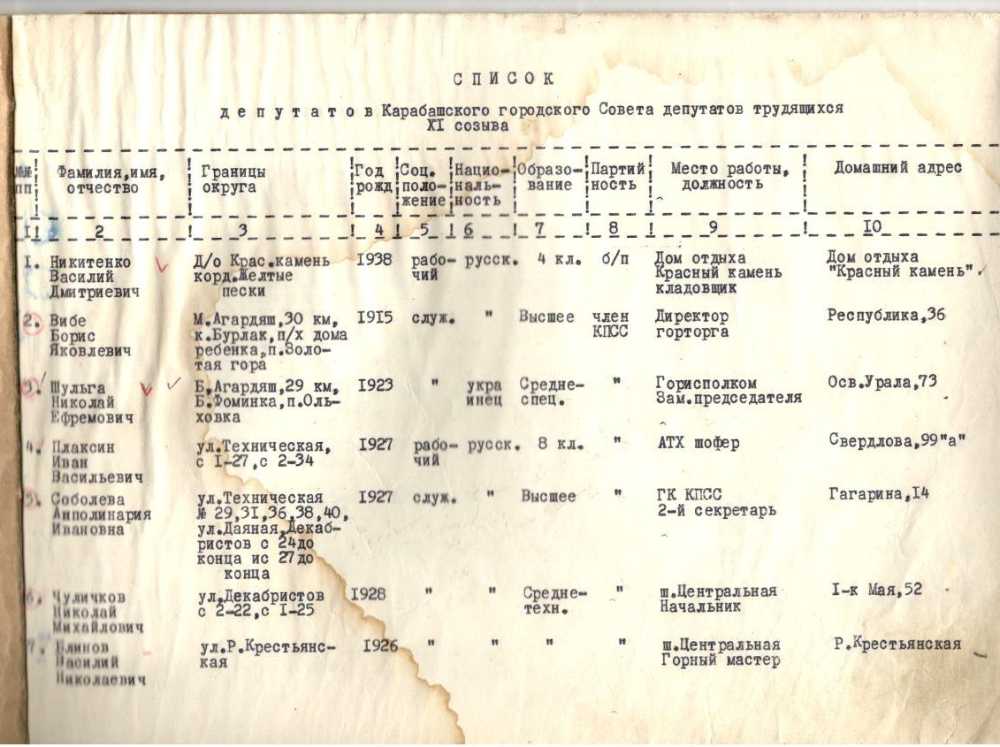 СПИСОК
депутатов Карабашского городского Совета депутатов трудящихся
XI созыва
№№ пп
Фамилия,имя, отчество
Границы округа
Год рожд
Соц. поло- жение
Нацио- наль- ность
Образо- вание
Партий ность
Место работы, должность
Домашний адрес
I 2 3 4 5 6 7 8 9 IO
I. Никитенко Д/о Крас.камень I938 рабо- русск. 4 кл. б/п Дом отдыха Дом отдыха
Василий корд.Желтые чий Красный камень "Красный камень".
Дмитриевич пески кладовщик
2. Вибе М.Агардяш,30 км, I9I5 служ. " Высшее член Директор Республика,36
Борис к.Бурлак,п/х дома КПСС горторга
Яковлевич ребенка,п.Золо-
тая гора
3. Шульга Б.Агардяш,29 км, I923 " укра Средне- " Горисполком Осв.Урала,73
Николай Б.Фоминка,п.Оль- инец спец. Зам.председателя
Ефремович ховка
4. Плаксин ул.Техническая, I927 рабо- русск. 8 кл. " АТХ шофер Свердлова,99"а"
Иван с I-27,с 2-34 чий
Васильевич
5. Соболева ул.Техническая I927 служ. " Высшее " ГК КПСС Гагарина,I4
Апполинария № 29,3I,36,38,40, 2-й секретарь
Ивановна ул.Даяная,Декаб-
ристов с 24до
конца ис 27до
конца
6. Чуличков ул.Декабристов I928 " " Средне- " ш.Центральная I-к Мая,52
Николай с 2-22,с I-25 техн. Начальник
Михайлович
7. Блинов ул.Р.Крестьянс- I926 " " " " ш.Центральная Р.Крестьянская
Василий кая Горный мастер
Николаевич